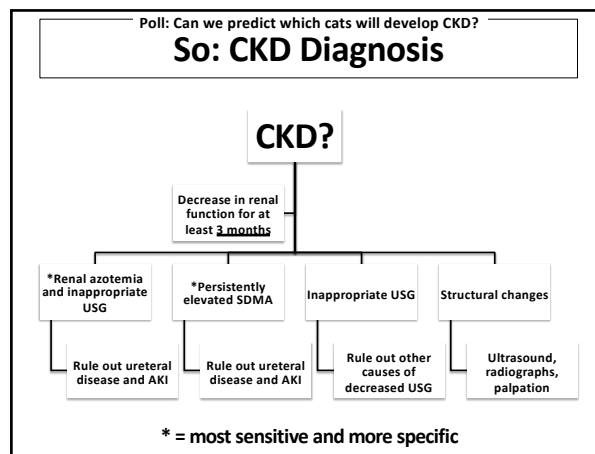 Poll: Can we predict which cats will develop CKD?
So: CKD Diagnosis
CKD?
Decrease in renal
function for at
least 3 months
*Renal azotemia
and inappropriate
USG
Rule out ureteral
disease and AKI
*Persistently
elevated SDMA
Rule out ureteral
disease and AKI
Inappropriate USG
Rule out other
causes of
decreased USG
Structural changes
Ultrasound,
radiographs,
palpation
* = most sensitive and more specific